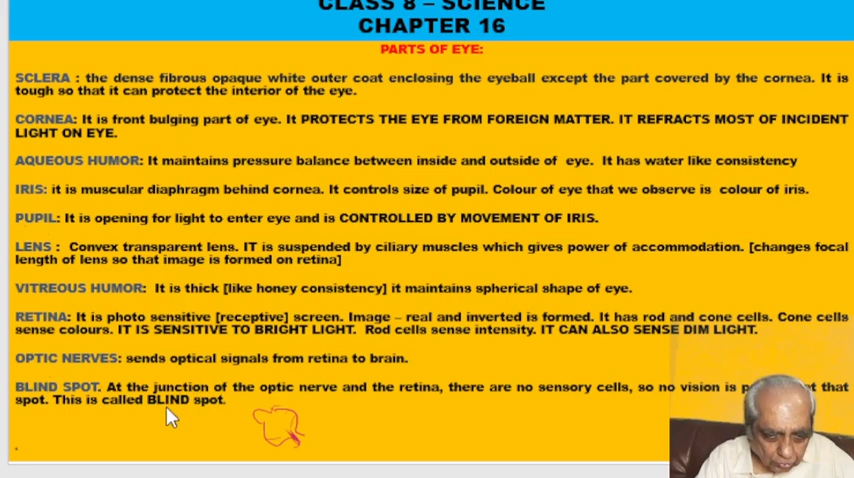 CLASS 8 – SCIENCE
CHAPTER 16
PARTS OF EYE:
SCLERA : the dense fibrous opaque white outer coat enclosing the eyeball except the part covered by the cornea. It is
tough so that it can protect the interior of the eye.
CORNEA: It is front bulging part of eye. It PROTECTS THE EYE FROM FOREIGN MATTER. IT REFRACTS MOST OF INCIDENT
LIGHT ON EYE.
AQUEOUS HUMOR: It maintains pressure balance between inside and outside of eye. It has water like consistency
IRIS: it is muscular diaphragm behind cornea. It controls size of pupil. Colour of eye that we observe is colour of iris.
PUPIL: It is opening for light to enter eye and is CONTROLLED BY MOVEMENT OF IRIS.
LENS : Convex transparent lens. IT is suspended by ciliary muscles which gives power of accommodation. [changes focal
length of lens so that image is formed on retina]
VITREOUS HUMOR: It is thick [like honey consistency] it maintains spherical shape of eye.
RETINA: It is photo sensitive [receptive] screen. Image – real and inverted is formed. It has rod and cone cells. Cone cells
sense colours. IT IS SENSITIVE TO BRIGHT LIGHT. Rod cells sense intensity. IT CAN ALSO SENSE DIM LIGHT.
OPTIC NERVES: sends optical signals from retina to brain.
BLIND SPOT. At the junction of the optic nerve and the retina, there are no sensory cells, so no vision is that
spot. This is called BLIND spot.